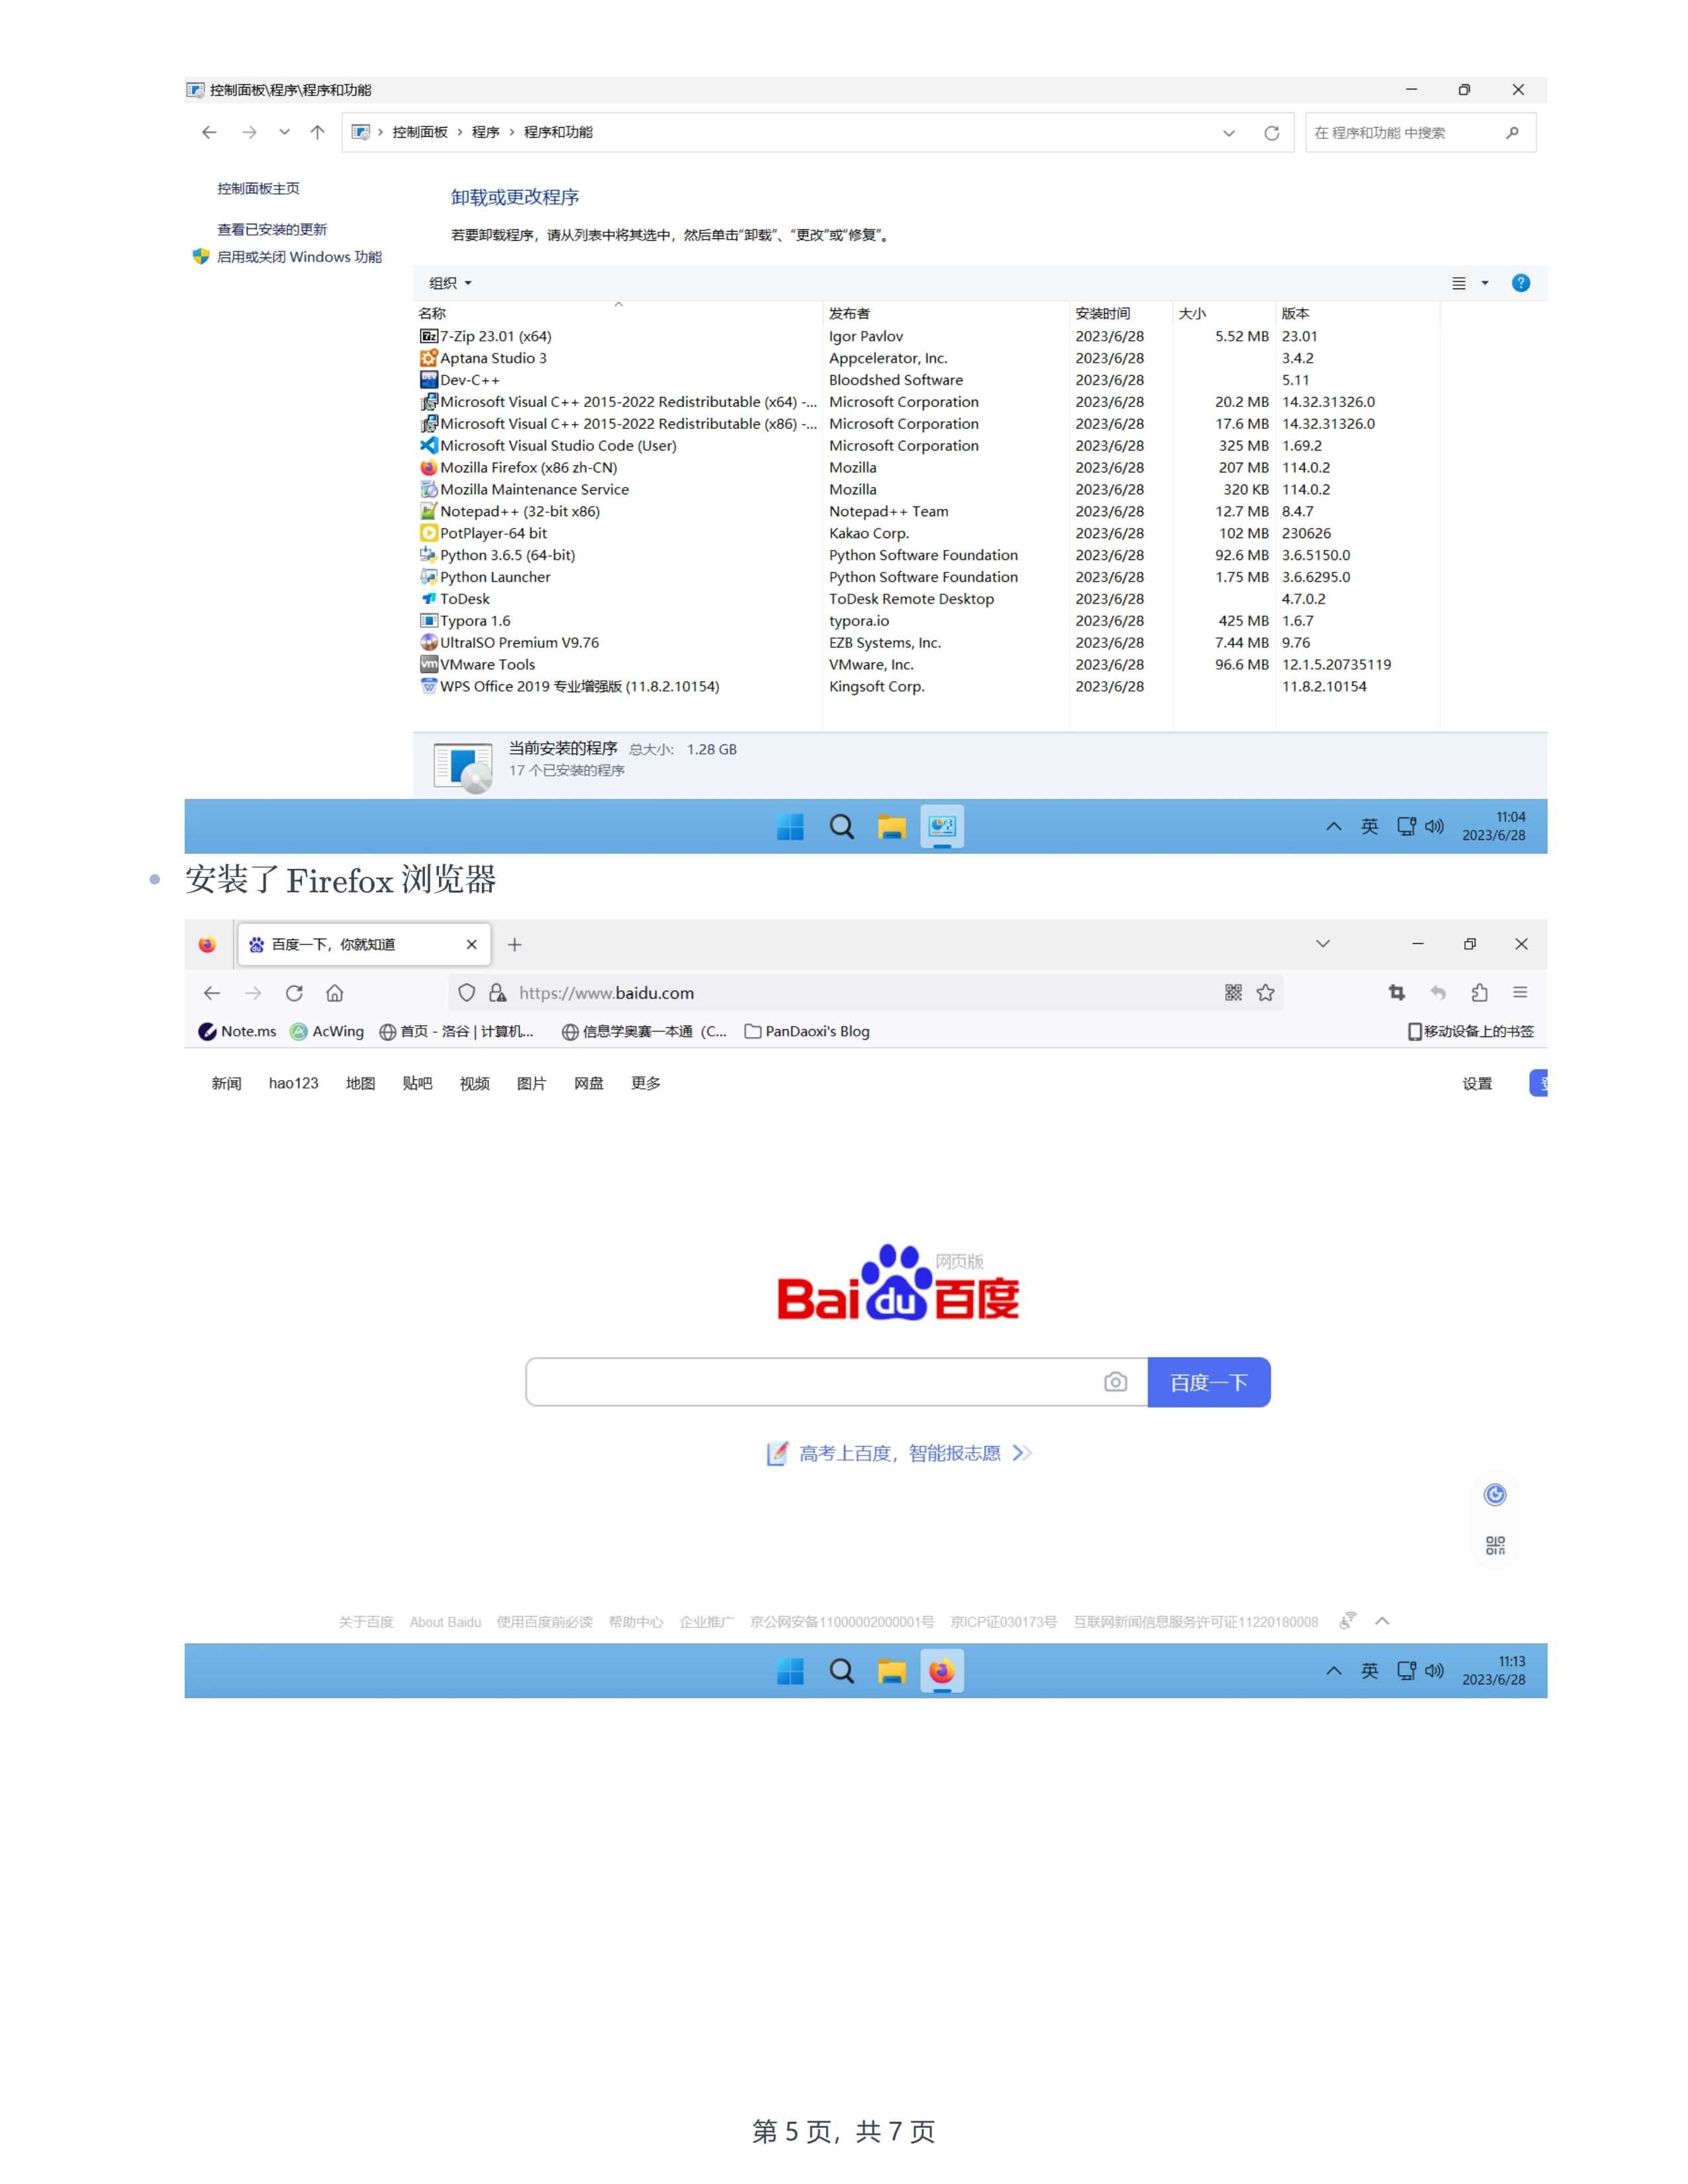 控制面板\程序\程序和功能
控制面板 › 程序 › 程序和功能
在 程序和功能 中搜索
控制面板主页
查看已安装的更新
启用或关闭 Windows 功能
卸载或更改程序
若要卸载程序，请从列表中将其选中，然后单击“卸载”、“更改”或“修复”。
组织
名称 发布者 安装时间 大小 版本
7-Zip 23.01 (x64) Igor Pavlov 2023/6/28 5.52 MB 23.01
Aptana Studio 3 Appcelerator, Inc. 2023/6/28 3.4.2
Dev-C++ Bloodshed Software 2023/6/28 5.11
Microsoft Visual C++ 2015-2022 Redistributable (x64) -... Microsoft Corporation 2023/6/28 20.2 MB 14.32.31326.0
Microsoft Visual C++ 2015-2022 Redistributable (x86) -... Microsoft Corporation 2023/6/28 17.6 MB 14.32.31326.0
Microsoft Visual Studio Code (User) Microsoft Corporation 2023/6/28 325 MB 1.69.2
Mozilla Firefox (x86 zh-CN) Mozilla 2023/6/28 207 MB 114.0.2
Mozilla Maintenance Service Mozilla 2023/6/28 320 KB 114.0.2
Notepad++ (32-bit x86) Notepad++ Team 2023/6/28 12.7 MB 8.4.7
PotPlayer-64 bit Kakao Corp. 2023/6/28 102 MB 230626
Python 3.6.5 (64-bit) Python Software Foundation 2023/6/28 92.6 MB 3.6.5150.0
Python Launcher Python Software Foundation 2023/6/28 1.75 MB 3.6.6295.0
ToDesk ToDesk Remote Desktop 2023/6/28 4.7.0.2
Typora 1.6 typora.io 2023/6/28 425 MB 1.6.7
UltraISO Premium V9.76 EZB Systems, Inc. 2023/6/28 7.44 MB 9.76
VMware Tools VMware, Inc. 2023/6/28 96.6 MB 12.1.5.20735119
WPS Office 2019 专业增强版 (11.8.2.10154) Kingsoft Corp. 2023/6/28 11.8.2.10154
当前安装的程序 总大小: 1.28 GB
17 个已安装的程序
英 11:04
2023/6/28
• 安装了 Firefox 浏览器
百度一下，你就知道
https://www.baidu.com
Note.ms AcWing 首页 - 洛谷 | 计算机... 信息学奥赛一本通（C... PanDaoxi's Blog 移动设备上的书签
新闻 hao123 地图 贴吧 视频 图片 网盘 更多 设置
网页版
Bai du 百度
百度一下
高考上百度，智能报志愿
关于百度 About Baidu 使用百度前必读 帮助中心 企业推广 京公网安备11000002000001号 京ICP证030173号 互联网新闻信息服务许可证11220180008
英 11:13
2023/6/28
第 5 页, 共 7 页